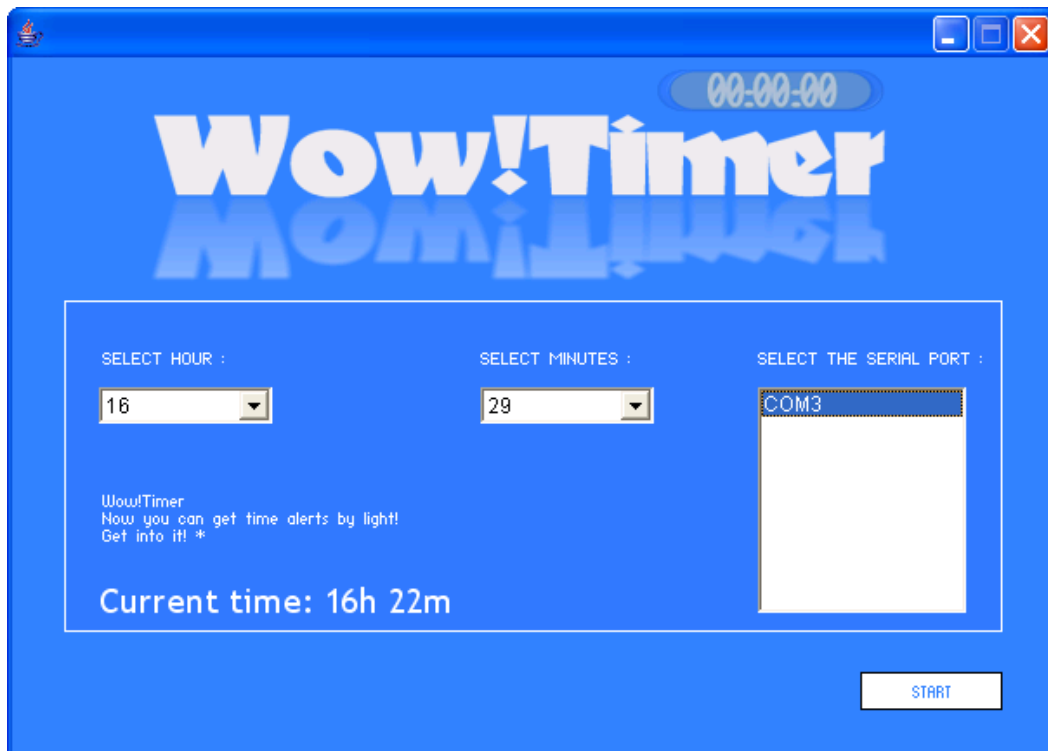 00:00:00
Wow!Timer
SELECT HOUR :
SELECT MINUTES :
SELECT THE SERIAL PORT :
16
29
COM3
Wow!Timer
Now you can get time alerts by light!
Get into it! *
Current time: 16h 22m
START